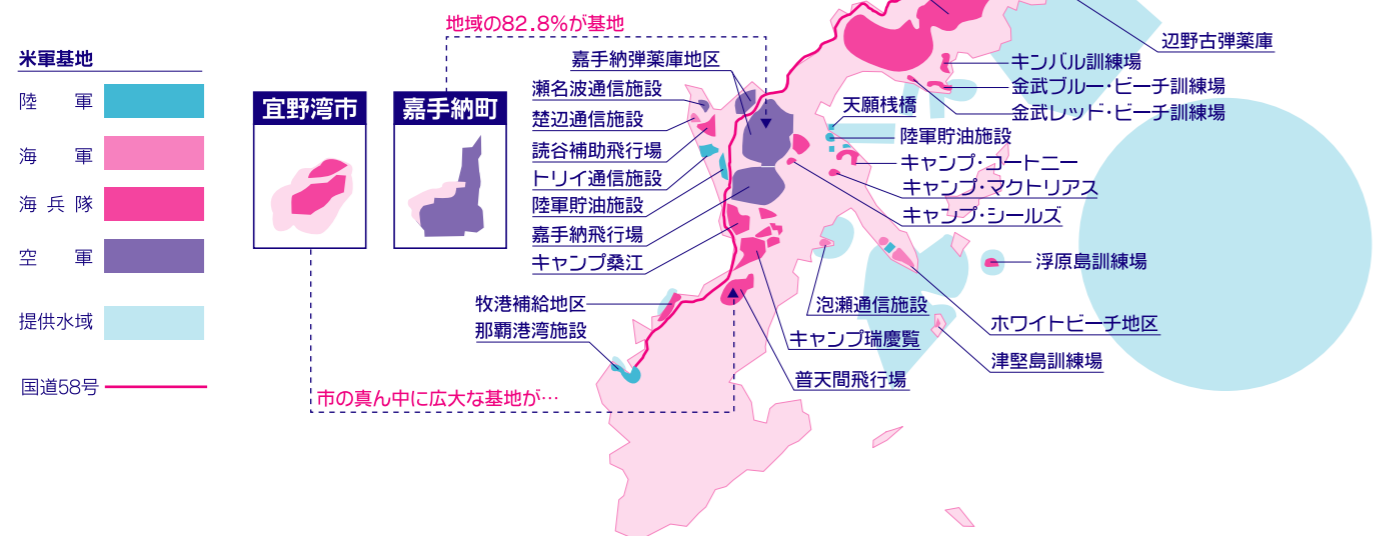 地域の82.8%が基地
米軍基地
陸軍
海軍
海兵隊
空軍
提供水域
国道58号
宜野湾市
嘉手納町
市の真ん中に広大な基地が…
嘉手納弾薬庫地区
瀬名波通信施設
楚辺通信施設
読谷補助飛行場
トリイ通信施設
陸軍貯油施設
嘉手納飛行場
キャンプ桑江
牧港補給地区
那覇港湾施設
辺野古弾薬庫
キンバル訓練場
金武ブルー・ビーチ訓練場
金武レッド・ビーチ訓練場
天願桟橋
陸軍貯油施設
キャンプ・コートニー
キャンプ・マクトリアス
キャンプ・シールズ
浮原島訓練場
泡瀬通信施設
ホワイトビーチ地区
キャンプ瑞慶覧
津堅島訓練場
普天間飛行場